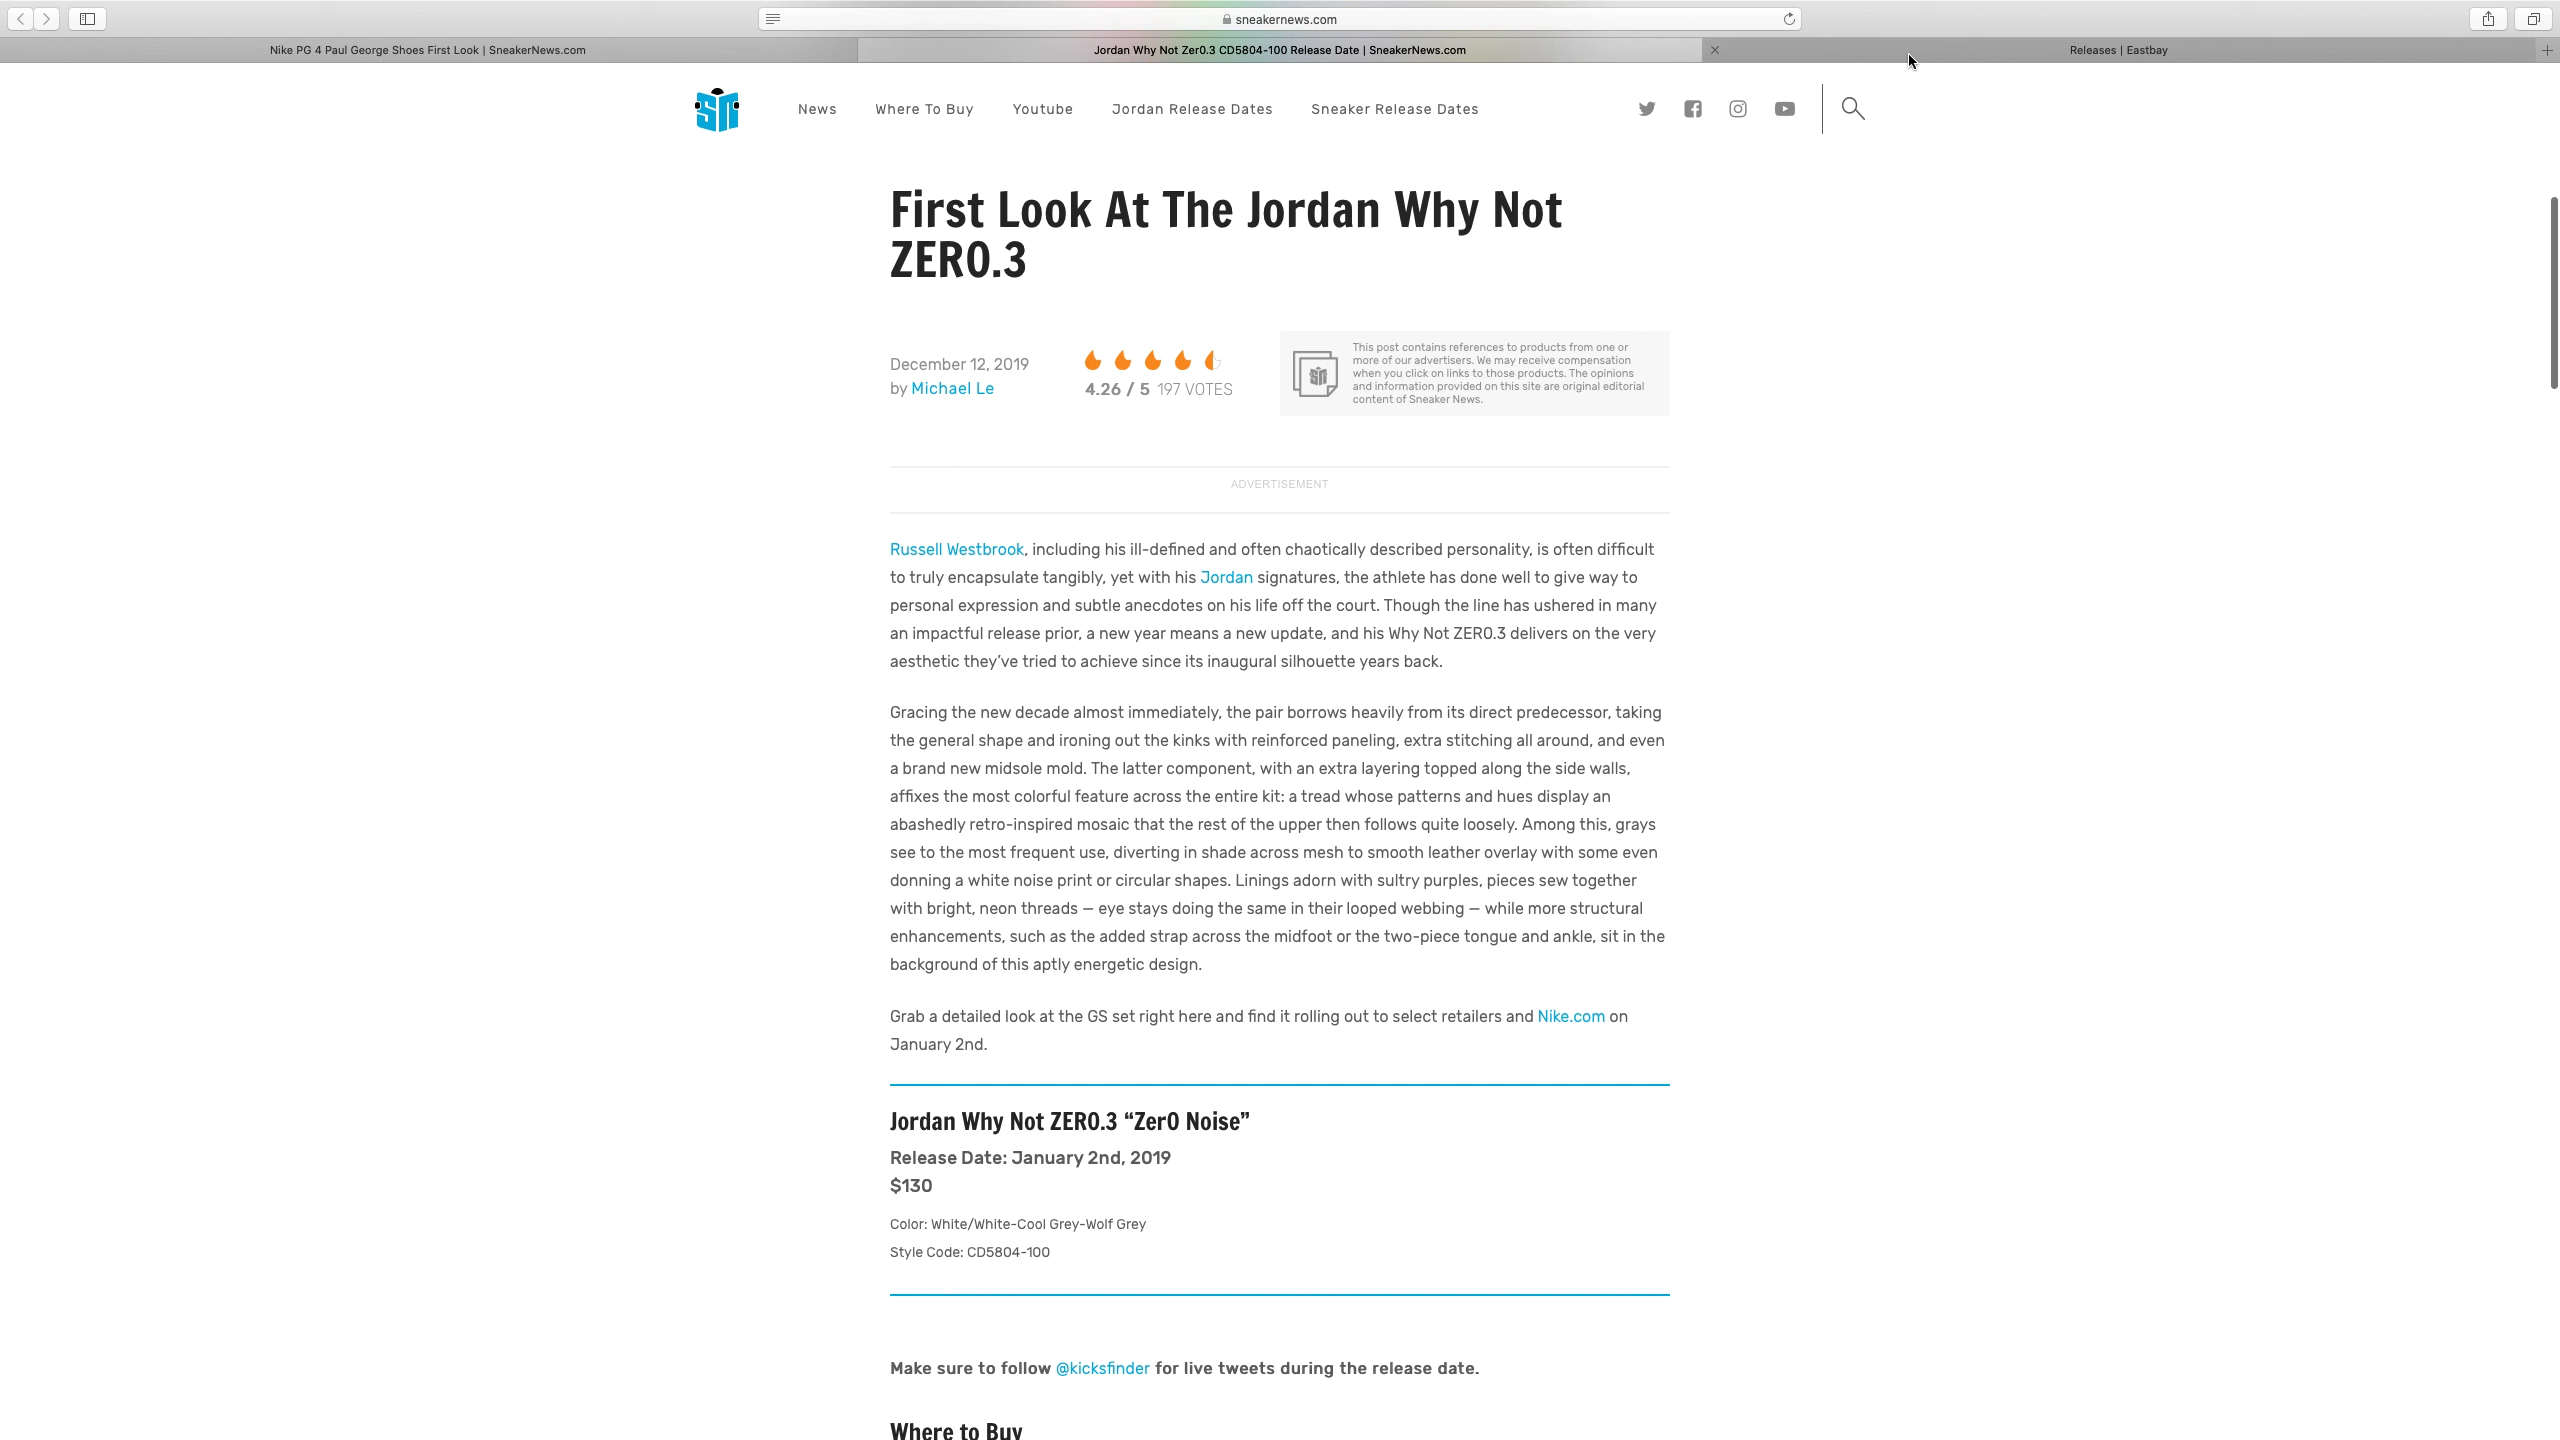 sneakernews.com
Nike PG 4 Paul George Shoes First Look | SneakerNews.com
Jordan Why Not Zer0.3 CD5804-100 Release Date | SneakerNews.com
Releases | Eastbay
SN
News
Where To Buy
Youtube
Jordan Release Dates
Sneaker Release Dates
First Look At The Jordan Why Not
ZER0.3
December 12, 2019
by Michael Le
4.26 / 5 197 VOTES
This post contains references to products from one or
more of our advertisers. We may receive compensation
when you click on links to those products. The opinions
and information provided on this site are original editorial
content of Sneaker News.
ADVERTISEMENT
Russell Westbrook, including his ill-defined and often chaotically described personality, is often difficult
to truly encapsulate tangibly, yet with his Jordan signatures, the athlete has done well to give way to
personal expression and subtle anecdotes on his life off the court. Though the line has ushered in many
an impactful release prior, a new year means a new update, and his Why Not ZER0.3 delivers on the very
aesthetic they’ve tried to achieve since its inaugural silhouette years back.
Gracing the new decade almost immediately, the pair borrows heavily from its direct predecessor, taking
the general shape and ironing out the kinks with reinforced paneling, extra stitching all around, and even
a brand new midsole mold. The latter component, with an extra layering topped along the side walls,
affixes the most colorful feature across the entire kit: a tread whose patterns and hues display an
abashedly retro-inspired mosaic that the rest of the upper then follows quite loosely. Among this, grays
see to the most frequent use, diverting in shade across mesh to smooth leather overlay with some even
donning a white noise print or circular shapes. Linings adorn with sultry purples, pieces sew together
with bright, neon threads — eye stays doing the same in their looped webbing — while more structural
enhancements, such as the added strap across the midfoot or the two-piece tongue and ankle, sit in the
background of this aptly energetic design.
Grab a detailed look at the GS set right here and find it rolling out to select retailers and Nike.com on
January 2nd.
Jordan Why Not ZER0.3 “Zer0 Noise”
Release Date: January 2nd, 2019
$130
Color: White/White-Cool Grey-Wolf Grey
Style Code: CD5804-100
Make sure to follow @kicksfinder for live tweets during the release date.
Where to Buy